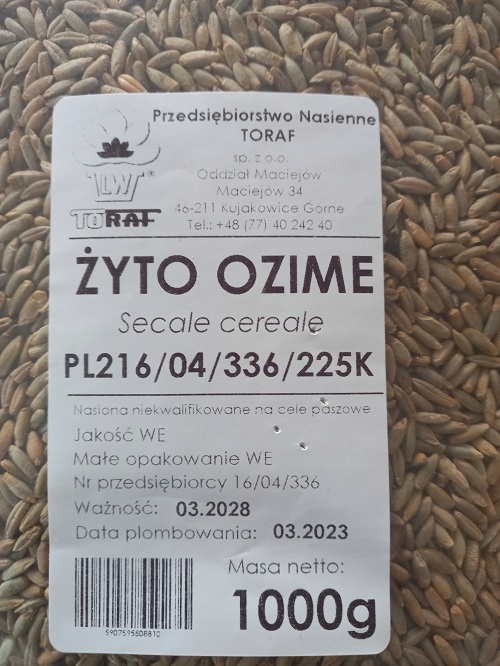 Przedsiębiorstwo Nasienne
TORAF
sp. z o.o.
Oddział Maciejów
Maciejów 34
46-211 Kujakowice Górne
Tel.: +48 (77) 40 242 40
LW®
TORAF
ŻYTO OZIME
Secale cereale
PL216/04/336/225K
Nasiona niekwalifikowane na cele paszowe
Jakość WE
Małe opakowanie WE
Nr przedsiębiorcy 16/04/336
Ważność: 03.2028
Data plombowania: 03.2023
Masa netto:
1000g
5907595508810